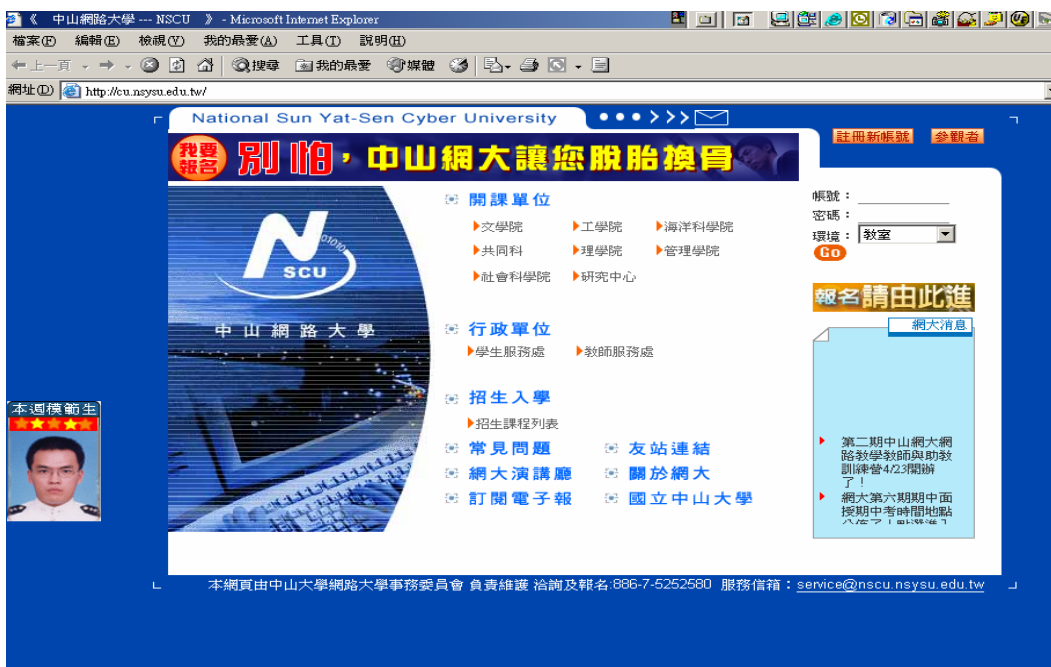 《 中山網路大學 --- NSCU 》 - Microsoft Internet Explorer
檔案(F) 編輯(E) 檢視(V) 我的最愛(A) 工具(T) 說明(H)
上一頁 搜尋 我的最愛 媒體
網址(D) http://cu.nsysu.edu.tw/
National Sun Yat-Sen Cyber University
註冊新帳號 參觀者
我要報名 別怕，中山網大讓您脫胎換骨
N 01010
SCU
中山網路大學
開課單位
文學院 工學院 海洋科學院
共同科 理學院 管理學院
社會科學院 研究中心
行政單位
學生服務處 教師服務處
招生入學
招生課程列表
常見問題 友站連結
網大演講廳 關於網大
訂閱電子報 國立中山大學
帳號：
密碼：
環境： 教室
Go
報名請由此進
網大消息
第二期中山網大網
路教學教師與助教
訓練營4/23開辦
了！
網大第六期期中面
授期中考時間地點
本週模範生
本網頁由中山大學網路大學事務委員會 負責維護 洽詢及報名:886-7-5252580 服務信箱：service@nscu.nsysu.edu.tw